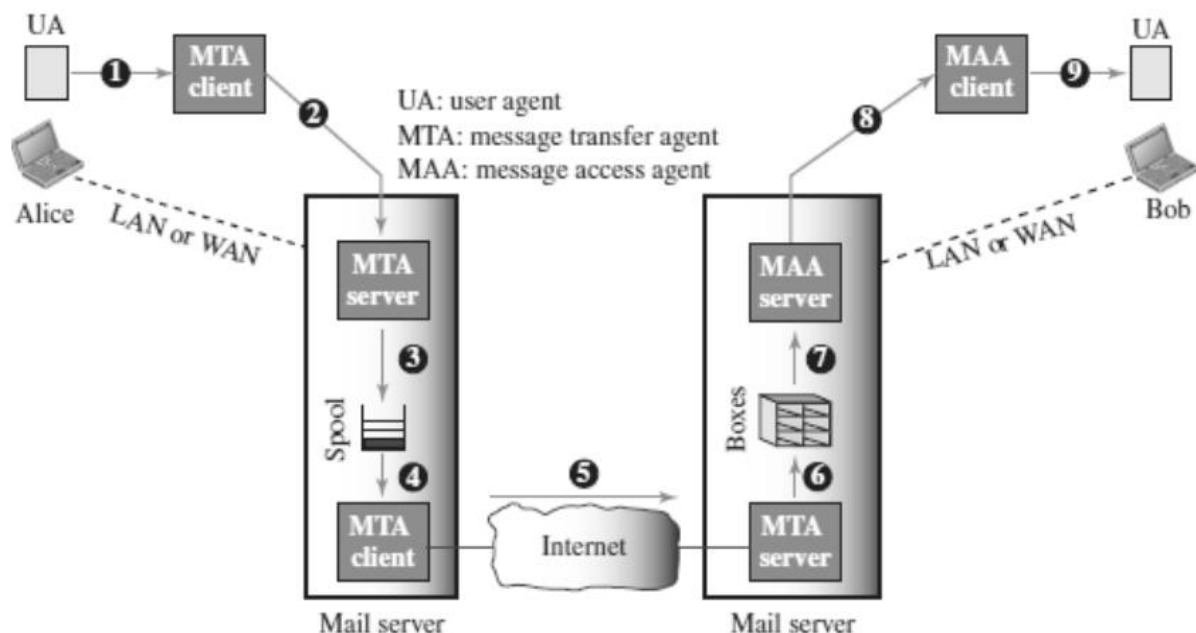 UA
1
MTA
client
2
UA: user agent
MTA: message transfer agent
MAA: message access agent
Alice
LAN or WAN
MTA
server
3
Spool
4
MTA
client
Mail server
5
Internet
MTA
server
6
Boxes
7
MAA
server
Mail server
8
MAA
client
9
UA
Bob
LAN or WAN